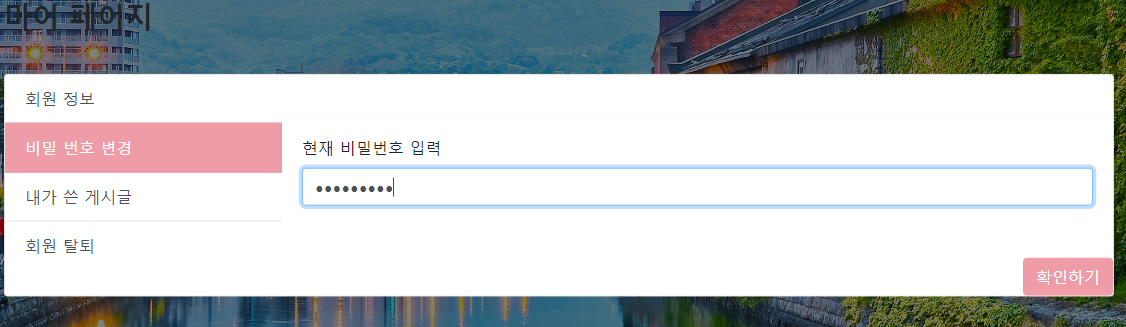 마이 페이지
회원 정보
비밀 번호 변경
현재 비밀번호 입력
•••••••••
내가 쓴 게시글
회원 탈퇴
확인하기